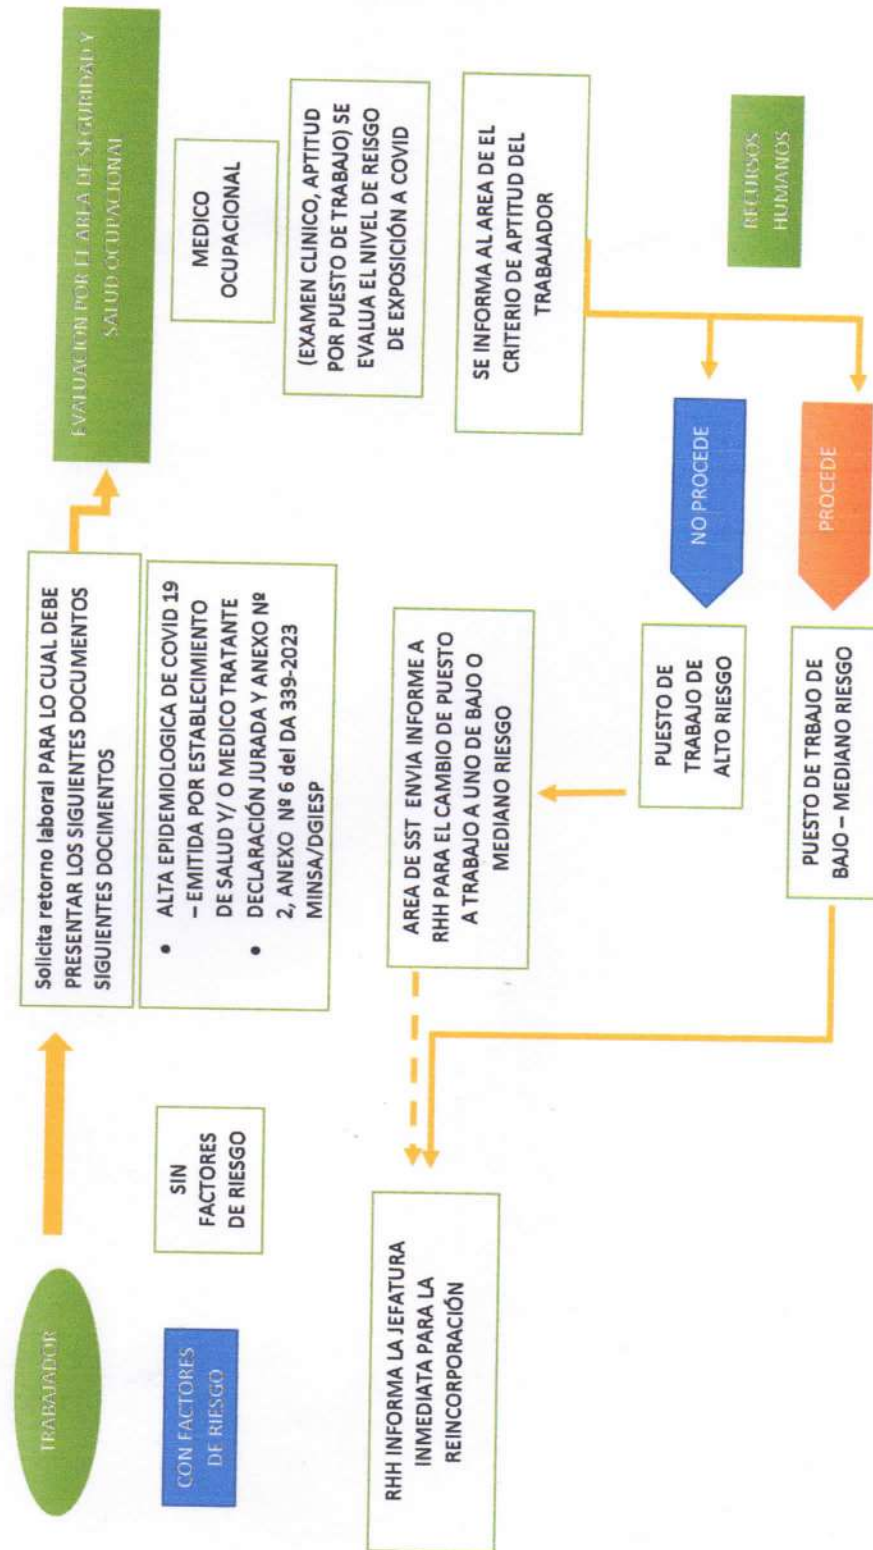 TRABAJADOR
CON FACTORES
DE RIESGO
SIN
FACTORES
DE RIESGO
Solicita retorno laboral PARA LO CUAL DEBE
PRESENTAR LOS SIGUIENTES DOCUMENTOS
SIGUIENTES DOCIMENTOS
• ALTA EPIDEMIOLOGICA DE COVID 19
– EMITIDA POR ESTABLECIMIENTO
DE SALUD Y/ O MEDICO TRATANTE
• DECLARACIÓN JURADA Y ANEXO Nº
2, ANEXO Nº 6 del DA 339-2023
MINSA/DGIESP
EVALUACION POR EL AREA DE SEGURIDAD Y
SALUD OCUPACIONAL
MEDICO
OCUPACIONAL
(EXAMEN CLINICO, APTITUD
POR PUESTO DE TRABAJO) SE
EVALUA EL NIVEL DE REISGO
DE EXPOSICIÓN A COVID
SE INFORMA AL AREA DE EL
CRITERIO DE APTITUD DEL
TRABAJADOR
RECURSOS
HUMANOS
NO PROCEDE
PROCEDE
PUESTO DE
TRABAJO DE
ALTO RIESGO
PUESTO DE TRBAJO DE
BAJO – MEDIANO RIESGO
AREA DE SST ENVIA INFORME A
RHH PARA EL CAMBIO DE PUESTO
A TRABAJO A UNO DE BAJO O
MEDIANO RIESGO
RHH INFORMA LA JEFATURA
INMEDIATA PARA LA
REINCORPORACIÓN